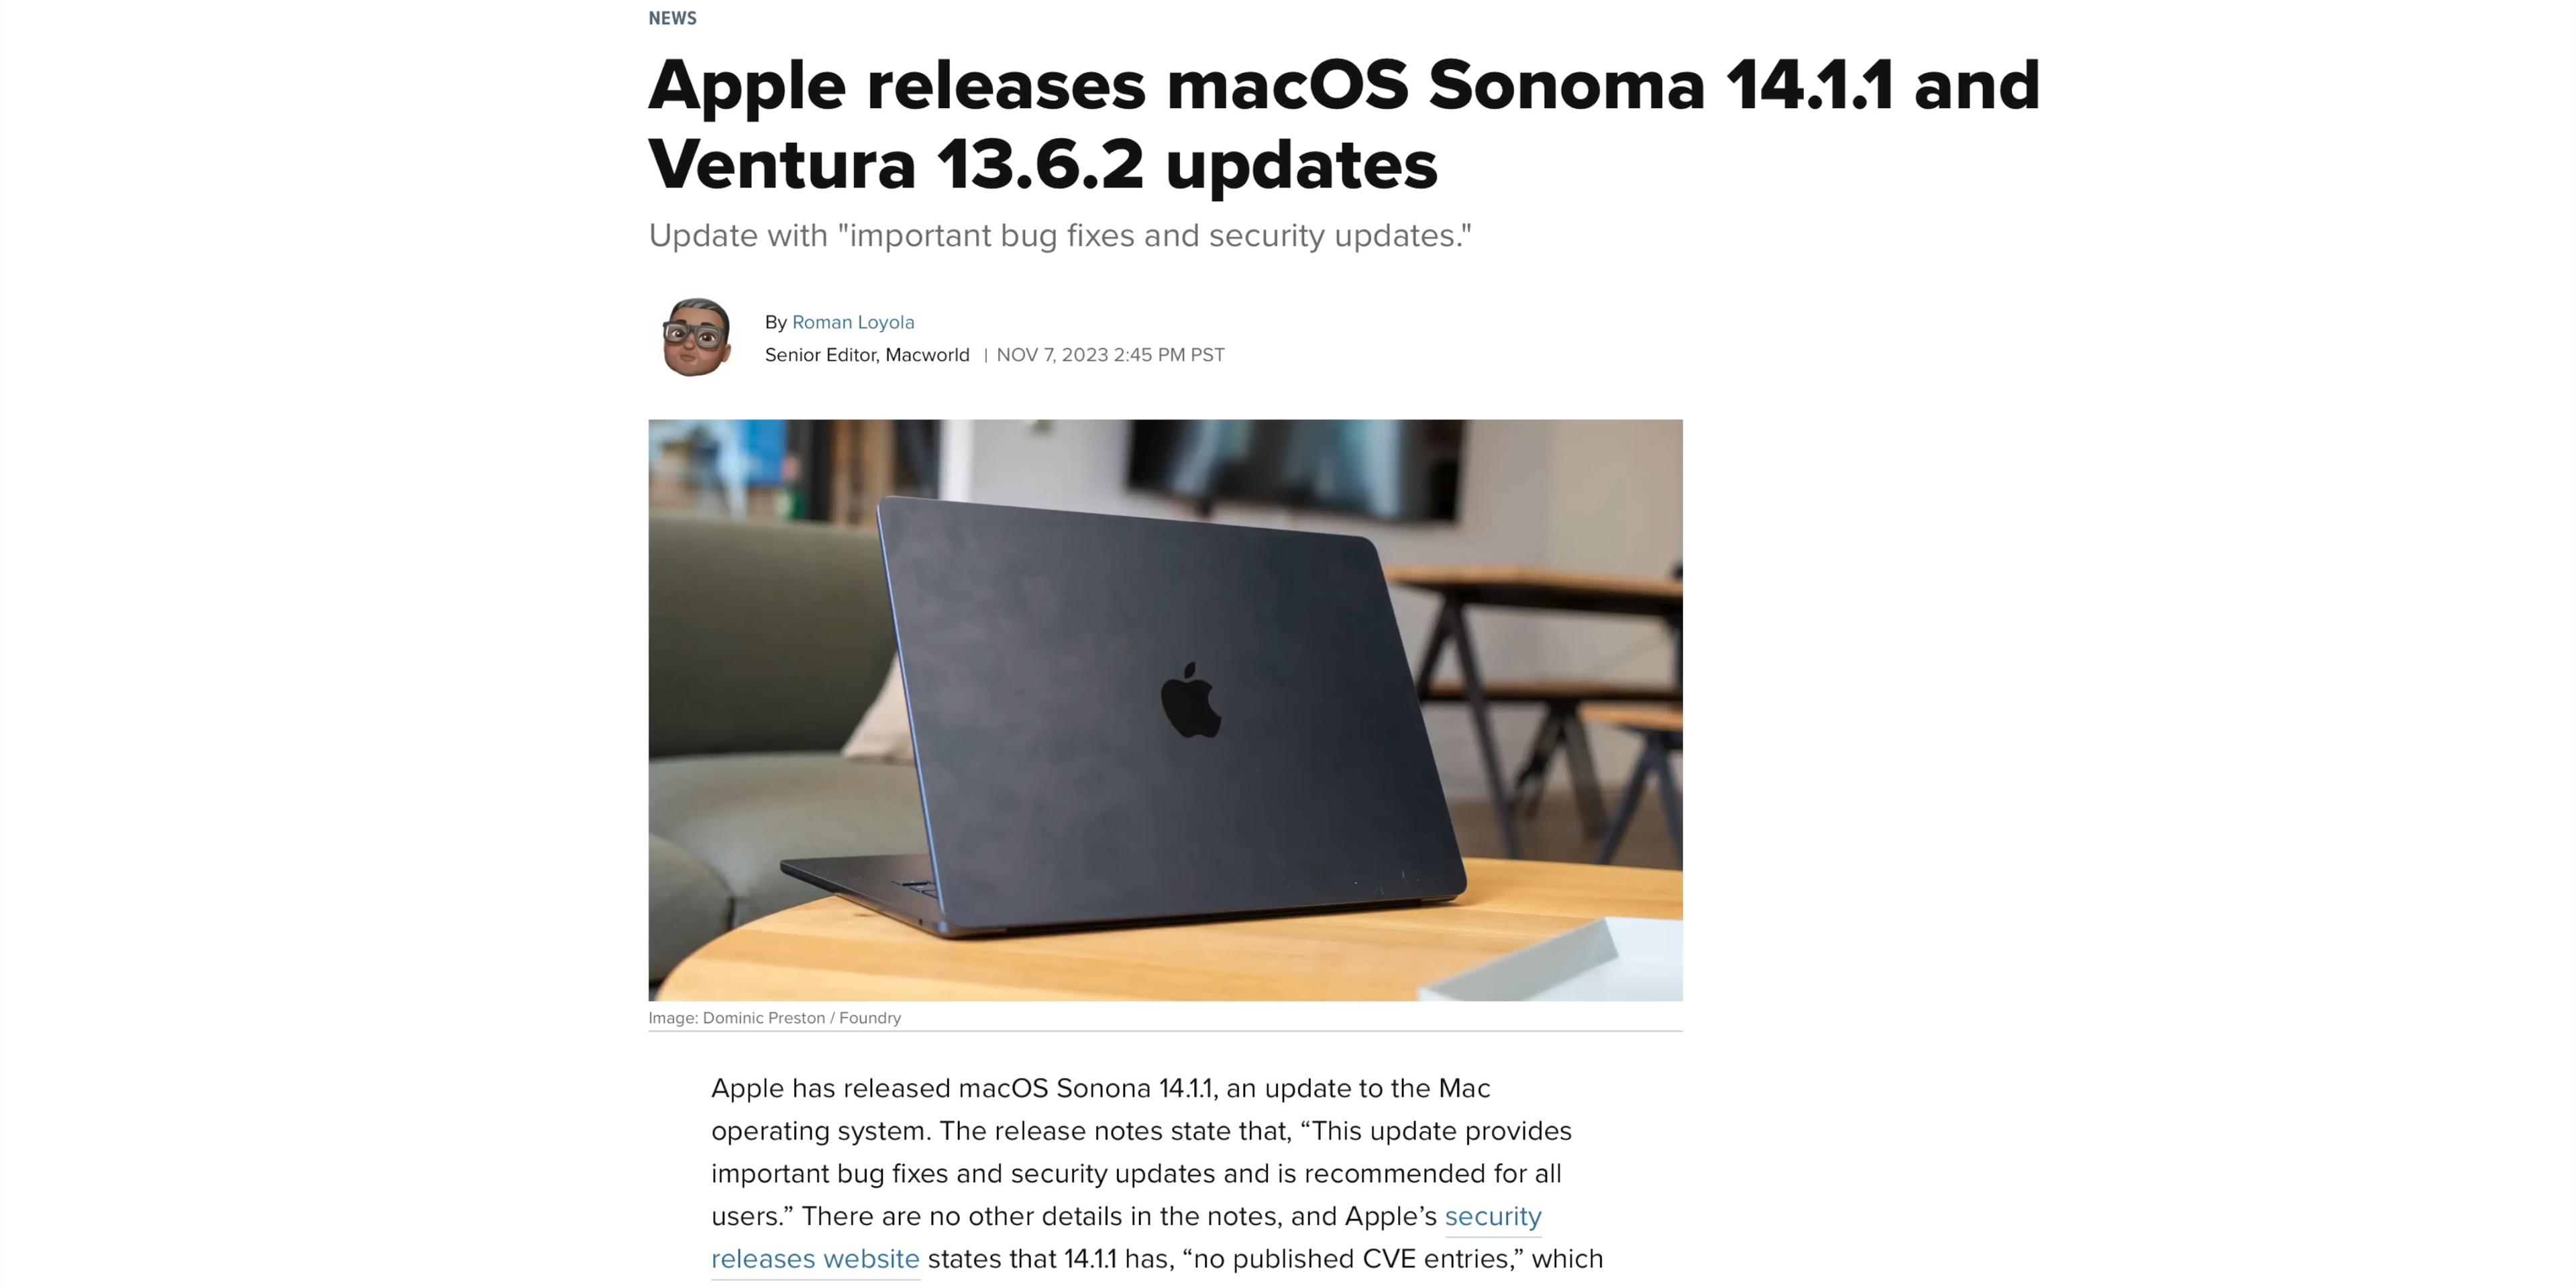 NEWS
Apple releases macOS Sonoma 14.1.1 and
Ventura 13.6.2 updates
Update with "important bug fixes and security updates."
By Roman Loyola
Senior Editor, Macworld | NOV 7, 2023 2:45 PM PST
Image: Dominic Preston / Foundry
Apple has released macOS Sonona 14.1.1, an update to the Mac
operating system. The release notes state that, “This update provides
important bug fixes and security updates and is recommended for all
users.” There are no other details in the notes, and Apple’s security
releases website states that 14.1.1 has, “no published CVE entries,” which